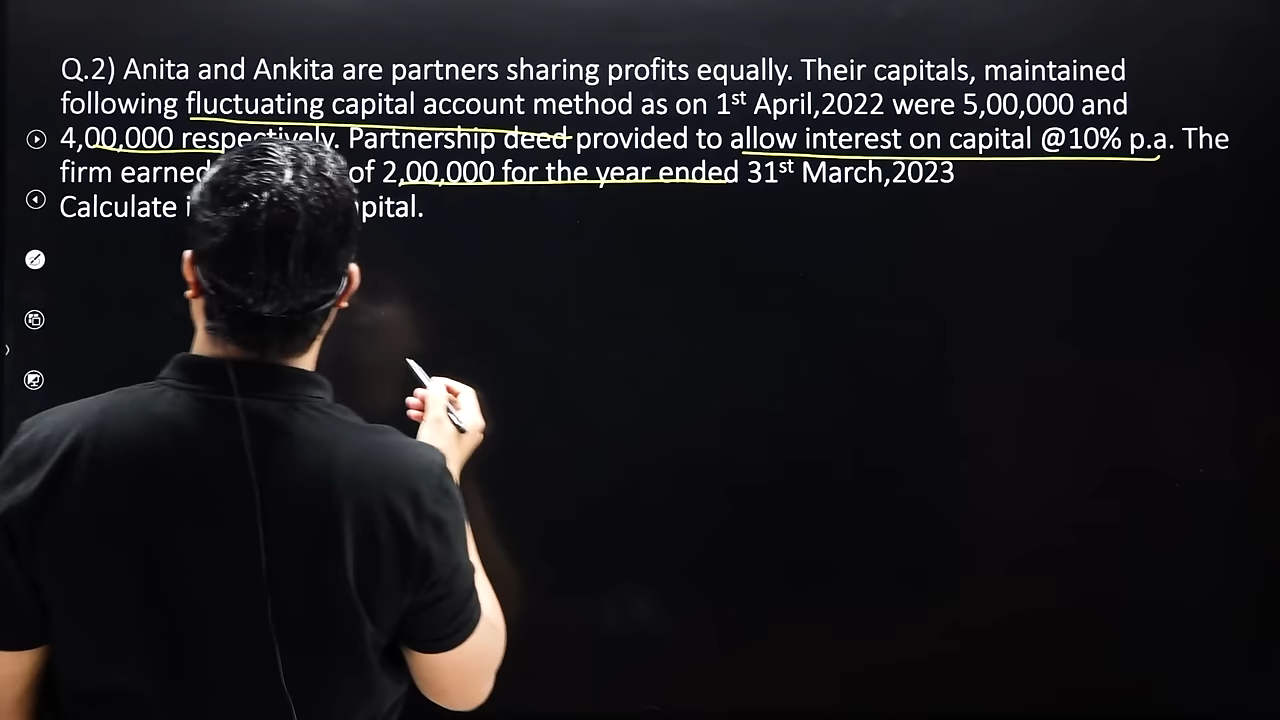 Q.2) Anita and Ankita are partners sharing profits equally. Their capitals, maintained
following fluctuating capital account method as on 1st April,2022 were 5,00,000 and
4,00,000 respectively. Partnership deed provided to allow interest on capital @10% p.a. The
firm earned of 2,00,000 for the year ended 31st March,2023
Calculate